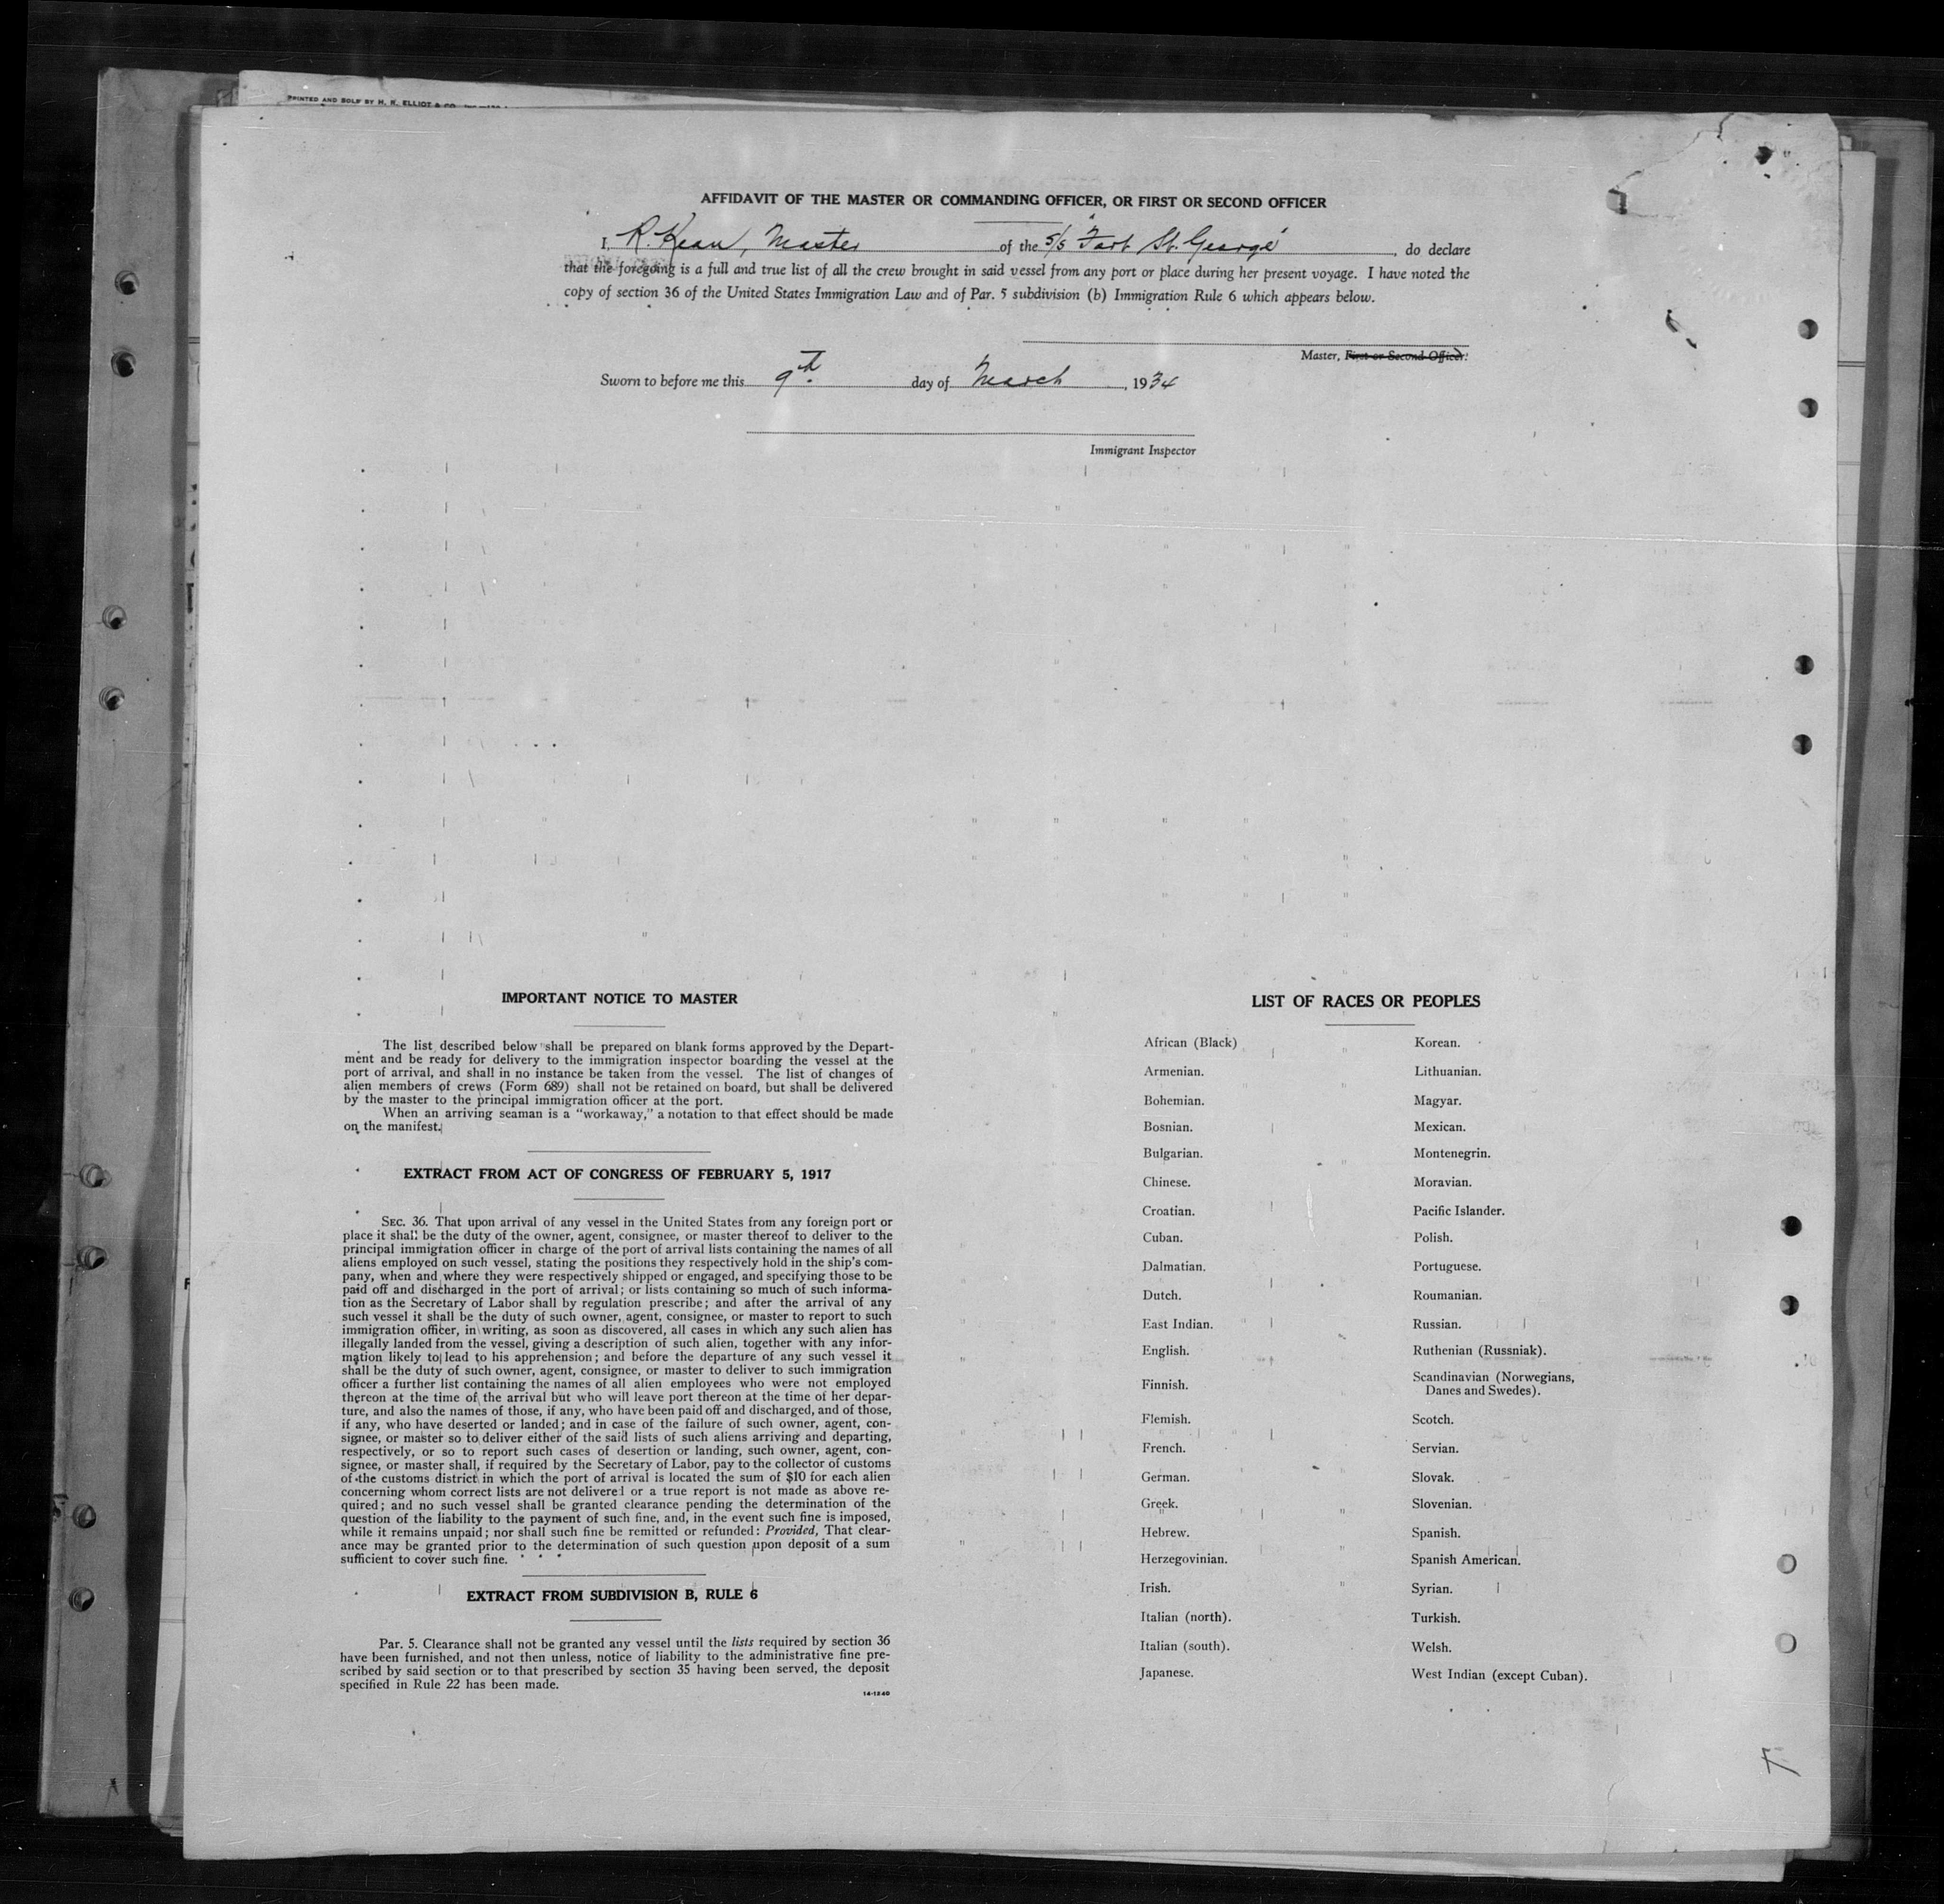 PRINTED AND SOLD BY H. K. ELLIOT & CO.
AFFIDAVIT OF THE MASTER OR COMMANDING OFFICER, OR FIRST OR SECOND OFFICER
I, R. Kean, Master of the S/S Fort St. George, do declare
that the foregoing is a full and true list of all the crew brought in said vessel from any port or place during her present voyage. I have noted the
copy of section 36 of the United States Immigration Law and of Par. 5 subdivision (b) Immigration Rule 6 which appears below.
Master, First or Second Officer.
Sworn to before me this 9th day of March, 1934
Immigrant Inspector
IMPORTANT NOTICE TO MASTER
The list described below shall be prepared on blank forms approved by the Depart-
ment and be ready for delivery to the immigration inspector boarding the vessel at the
port of arrival, and shall in no instance be taken from the vessel. The list of changes of
alien members of crews (Form 689) shall not be retained on board, but shall be delivered
by the master to the principal immigration officer at the port.
When an arriving seaman is a "workaway," a notation to that effect should be made
on the manifest.
EXTRACT FROM ACT OF CONGRESS OF FEBRUARY 5, 1917
SEC. 36. That upon arrival of any vessel in the United States from any foreign port or
place it shall be the duty of the owner, agent, consignee, or master thereof to deliver to the
principal immigration officer in charge of the port of arrival lists containing the names of all
aliens employed on such vessel, stating the positions they respectively hold in the ship's com-
pany, when and where they were respectively shipped or engaged, and specifying those to be
paid off and discharged in the port of arrival; or lists containing so much of such informa-
tion as the Secretary of Labor shall by regulation prescribe; and after the arrival of any
such vessel it shall be the duty of such owner, agent, consignee, or master to report to such
immigration officer, in writing, as soon as discovered, all cases in which any such alien has
illegally landed from the vessel, giving a description of such alien, together with any infor-
mation likely to lead to his apprehension; and before the departure of any such vessel it
shall be the duty of such owner, agent, consignee, or master to deliver to such immigration
officer a further list containing the names of all alien employees who were not employed
thereon at the time of the arrival but who will leave port thereon at the time of her depar-
ture, and also the names of those, if any, who have been paid off and discharged, and of those,
if any, who have deserted or landed; and in case of the failure of such owner, agent, con-
signee, or master so to deliver either of the said lists of such aliens arriving and departing,
respectively, or so to report such cases of desertion or landing, such owner, agent, con-
signee, or master shall, if required by the Secretary of Labor, pay to the collector of customs
of the customs district in which the port of arrival is located the sum of $10 for each alien
concerning whom correct lists are not delivered or a true report is not made as above re-
quired; and no such vessel shall be granted clearance pending the determination of the
question of the liability to the payment of such fine, and, in the event such fine is imposed,
while it remains unpaid; nor shall such fine be remitted or refunded: Provided, That clear-
ance may be granted prior to the determination of such question upon deposit of a sum
sufficient to cover such fine. * * *
EXTRACT FROM SUBDIVISION B, RULE 6
Par. 5. Clearance shall not be granted any vessel until the lists required by section 36
have been furnished, and not then unless, notice of liability to the administrative fine pre-
scribed by said section or to that prescribed by section 35 having been served, the deposit
specified in Rule 22 has been made.
14-1240
LIST OF RACES OR PEOPLES
African (Black)
Armenian.
Bohemian.
Bosnian.
Bulgarian.
Chinese.
Croatian.
Cuban.
Dalmatian.
Dutch.
East Indian.
English.
Finnish.
Flemish.
French.
German.
Greek.
Hebrew.
Herzegovinian.
Irish.
Italian (north).
Italian (south).
Japanese.
Korean.
Lithuanian.
Magyar.
Mexican.
Montenegrin.
Moravian.
Pacific Islander.
Polish.
Portuguese.
Roumanian.
Russian.
Ruthenian (Russniak).
Scandinavian (Norwegians,
Danes and Swedes).
Scotch.
Servian.
Slovak.
Slovenian.
Spanish.
Spanish American.
Syrian.
Turkish.
Welsh.
West Indian (except Cuban).